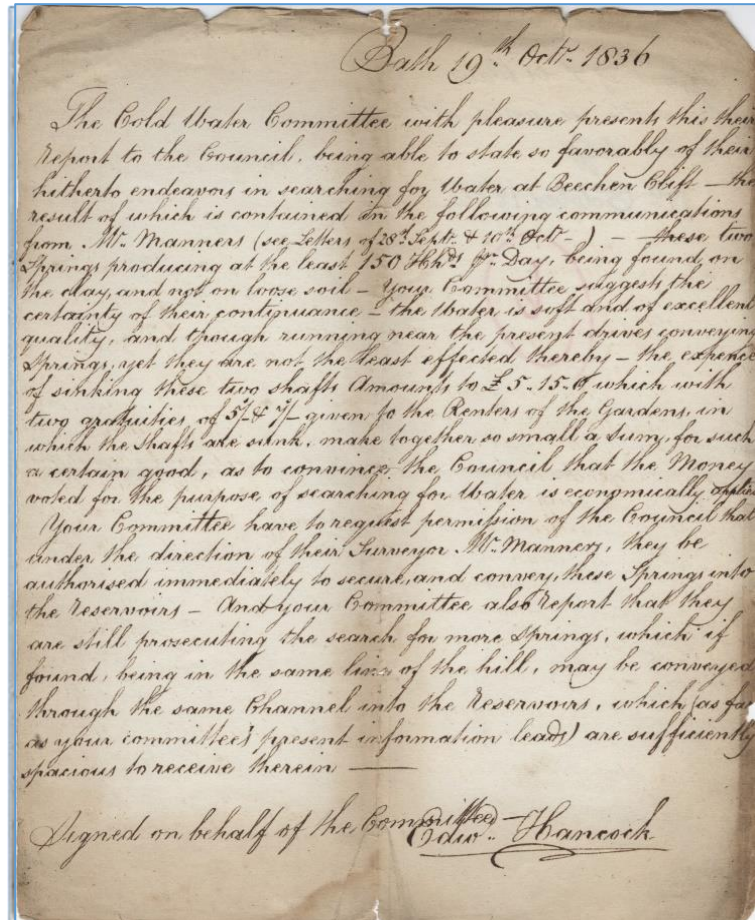 Bath 19th Octr. 1836
The Cold Water Committee with pleasure presents this their
Report to the Council, being able to state so favorably of their
hitherto endeavors in searching for Water at Beechen Clift — the
result of which is contained in the following communications
from Mr. Manners (see Letters of 28th Septr. & 10th Octr - ) — these two
Springs producing at the least 150 Hhds pr. Day, being found, on
the clay, and not on loose soil — Your Committee suggests the
certainty of their continuance — the Water is soft and of excellent
quality, and though running near the present drives conveying
Springs, yet they are not the least effected thereby — the expence
of sinking these two shafts Amounts to £5-15-0 which with
two gratuities of 5/- & 7/- given to the Renters of the Gardens, in
which the Shafts are sunk, make together so small a Sum, for such
a certain good, as to convince the Council that the Money
voted for the purpose of searching for Water is economically applied
Your Committee have to request permission of the Council that
under the direction of their Surveyor Mr. Manners, they be
authorised immediately to secure, and convey, these Springs into
the Reservoirs — And your Committee also Report that they
are still prosecuting the search for more Springs, which if
found, being in the same line of the hill, may be conveyed
through the same Channel into the Reservoirs, which (as far
as your committee's present information leads) are sufficiently
spacious to receive therein —
Signed on behalf of the Committee —
Edwd. Hancock